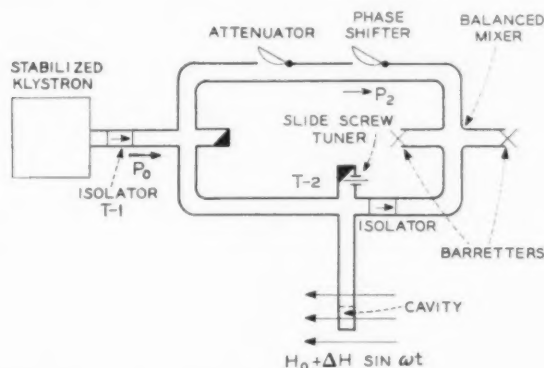 PHASE
SHIFTER
ATTENUATOR
BALANCED
MIXER
STABILIZED
KLYSTRON
P2
SLIDE SCREW
TUNER
P0
ISOLATOR
T-1
T-2
ISOLATOR
BARRETTERS
CAVITY
H0 + ΔH SIN ωt